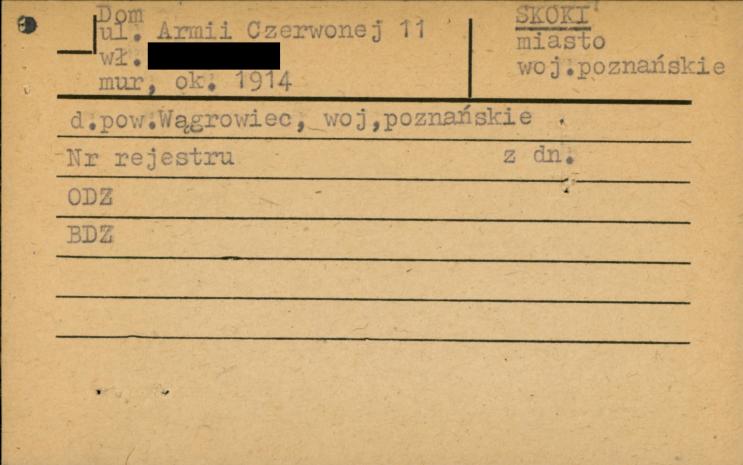 Dom
ul. Armii Czerwonej 11
wł.
mur, ok. 1914
SKOKI
miasto
woj.poznańskie
d.pow.Wągrowiec, woj,poznańskie
Nr rejestru z dn.
ODZ
BDZ